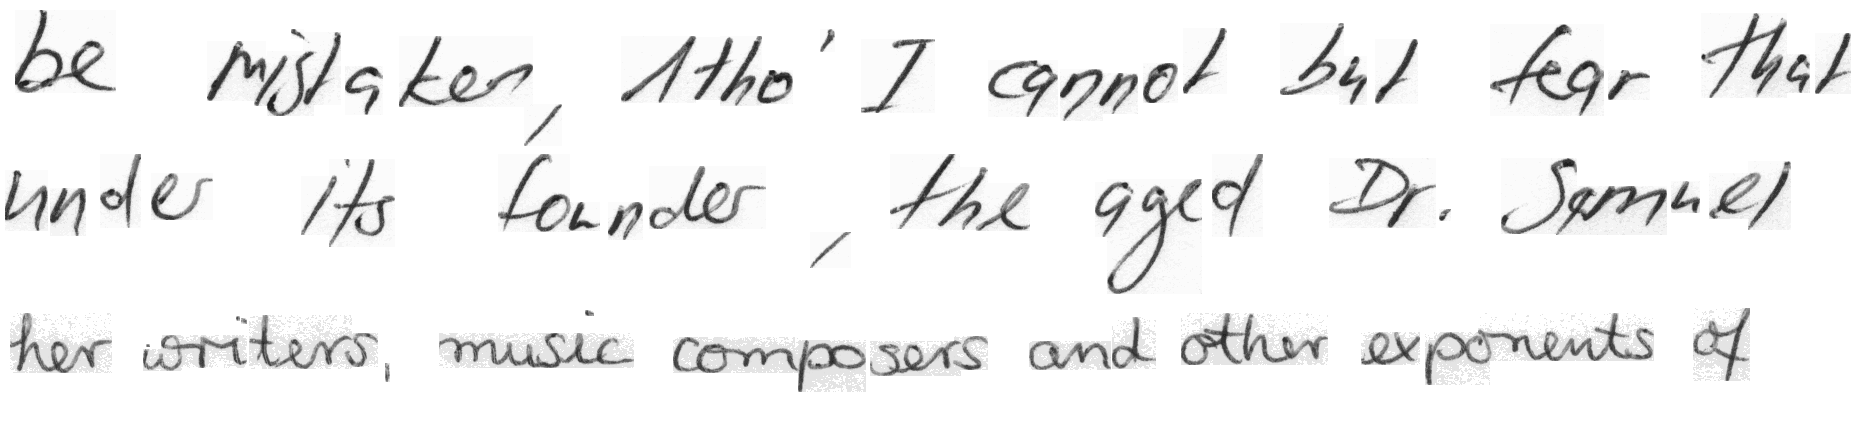 be mistaken, Atho' I cannot but fear that
under its founder, the aged Dr. Samuel
her writers, music composers and other exponents of